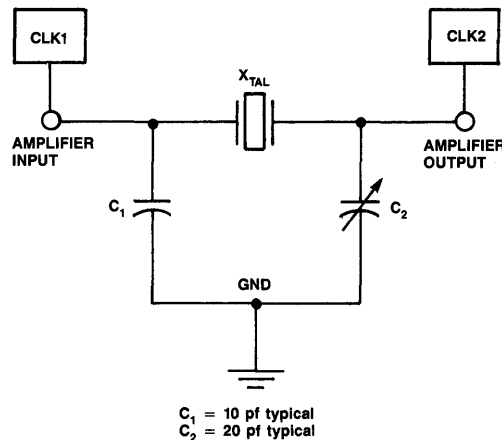 CLK1
CLK2
XTAL
AMPLIFIER
INPUT
AMPLIFIER
OUTPUT
C1
C2
GND
C1 = 10 pf typical
C2 = 20 pf typical